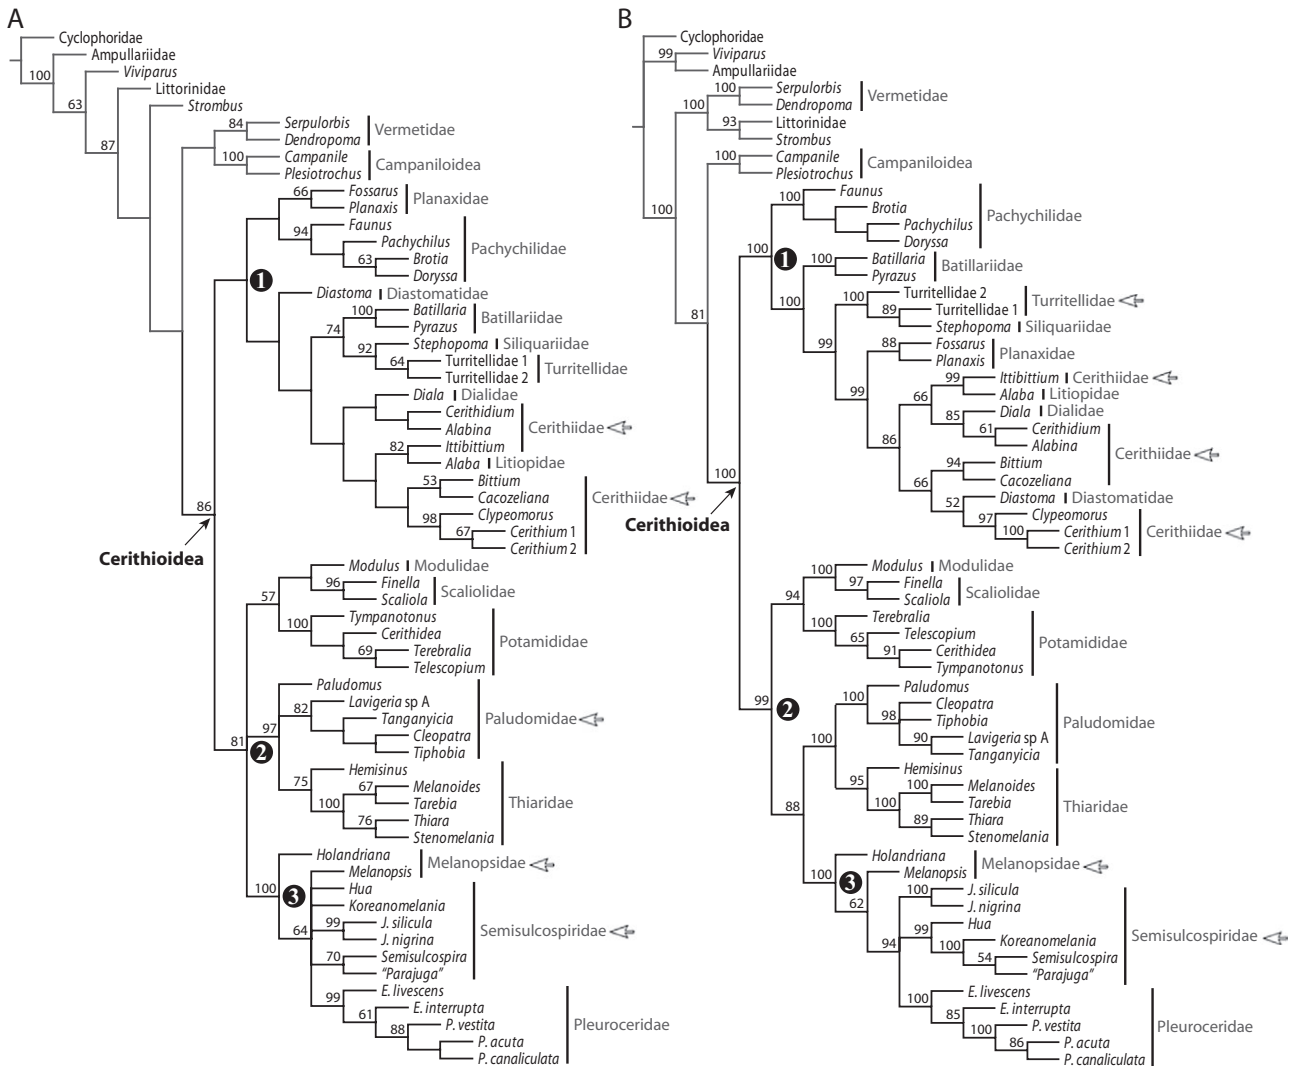 A
Cyclophoridae
Ampullariidae
100
Viviparus
63
Littorinidae
87
Strombus
84
Serpulorbis
Dendropoma
Vermetidae
100
Campanile
Plesiotrochus
Campaniloidea
66
Fossarus
Planaxis
Planaxidae
94
Faunus
Pachychilus
63
Brotia
Doryssa
Pachychilidae
1
Diastoma
Diastomatidae
74
100
Batillaria
Pyrazus
Batillariidae
92
Stephopoma
Siliquariidae
64
Turritellidae 1
Turritellidae 2
Turritellidae
Diala
Dialidae
Cerithidium
Alabina
Cerithiidae
82
Ittibittium
Alaba
Litiopidae
53
Bittium
Cacozeliana
98
Clypeomorus
67
Cerithium 1
Cerithium 2
Cerithiidae
86
Cerithioidea
57
Modulus
Modulidae
96
Finella
Scaliola
Scaliolidae
100
Tympanotonus
Cerithidea
69
Terebralia
Telescopium
Potamididae
81
2
97
Paludomus
82
Lavigeria sp A
Tanganyicia
Cleopatra
Tiphobia
Paludomidae
75
Hemisinus
100
67
Melanoides
Tarebia
76
Thiara
Stenomelania
Thiaridae
100
3
Holandriana
Melanopsis
Melanopsidae
64
Hua
Koreanomelania
99
J. silicula
J. nigrina
70
Semisulcospira
"Parajuga"
Semisulcospiridae
99
E. livescens
61
E. interrupta
88
P. vestita
P. acuta
P. canaliculata
Pleuroceridae
B
Cyclophoridae
99
Viviparus
Ampullariidae
100
100
Serpulorbis
Dendropoma
Vermetidae
93
Littorinidae
Strombus
100
100
Campanile
Plesiotrochus
Campaniloidea
81
100
Faunus
Brotia
Pachychilus
Doryssa
Pachychilidae
100
1
100
Batillaria
Pyrazus
Batillariidae
100
100
Turritellidae 2
89
Turritellidae 1
Turritellidae
Stephopoma
Siliquariidae
99
88
Fossarus
Planaxis
Planaxidae
99
99
Ittibittium
Cerithiidae
66
Alaba
Litiopidae
85
Diala
Dialidae
61
Cerithidium
Alabina
86
94
Bittium
Cacozeliana
Cerithiidae
66
Diastoma
Diastomatidae
52
97
Clypeomorus
100
Cerithium 1
Cerithium 2
Cerithiidae
100
Cerithioidea
100
Modulus
Modulidae
94
97
Finella
Scaliola
Scaliolidae
100
Terebralia
65
Telescopium
91
Cerithidea
Tympanotonus
Potamididae
99
2
100
Paludomus
98
Cleopatra
Tiphobia
90
Lavigeria sp A
Tanganyicia
Paludomidae
100
95
Hemisinus
100
100
Melanoides
Tarebia
89
Thiara
Stenomelania
Thiaridae
88
100
3
Holandriana
Melanopsis
Melanopsidae
62
100
J. silicula
J. nigrina
94
99
Hua
100
Koreanomelania
54
Semisulcospira
"Parajuga"
Semisulcospiridae
100
E. livescens
85
E. interrupta
100
P. vestita
86
P. acuta
P. canaliculata
Pleuroceridae